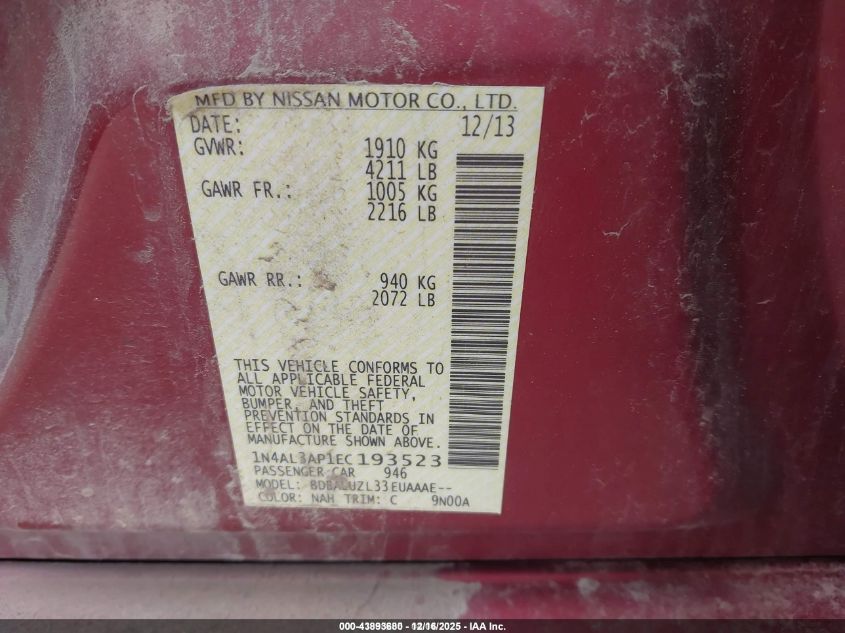 MFD BY NISSAN MOTOR CO., LTD.
DATE: 12/13
GVWR: 1910 KG
4211 LB
GAWR FR.: 1005 KG
2216 LB
GAWR RR.: 940 KG
2072 LB
THIS VEHICLE CONFORMS TO
ALL APPLICABLE FEDERAL
MOTOR VEHICLE SAFETY,
BUMPER, AND THEFT
PREVENTION STANDARDS IN
EFFECT ON THE DATE OF
MANUFACTURE SHOWN ABOVE.
1N4AL3AP1EC193523
PASSENGER CAR 946
MODEL: BDBALUZL33EUAAAE--
COLOR: NAH TRIM: C 9N00A
000-43893680 - 12/16/2025 - IAA Inc.